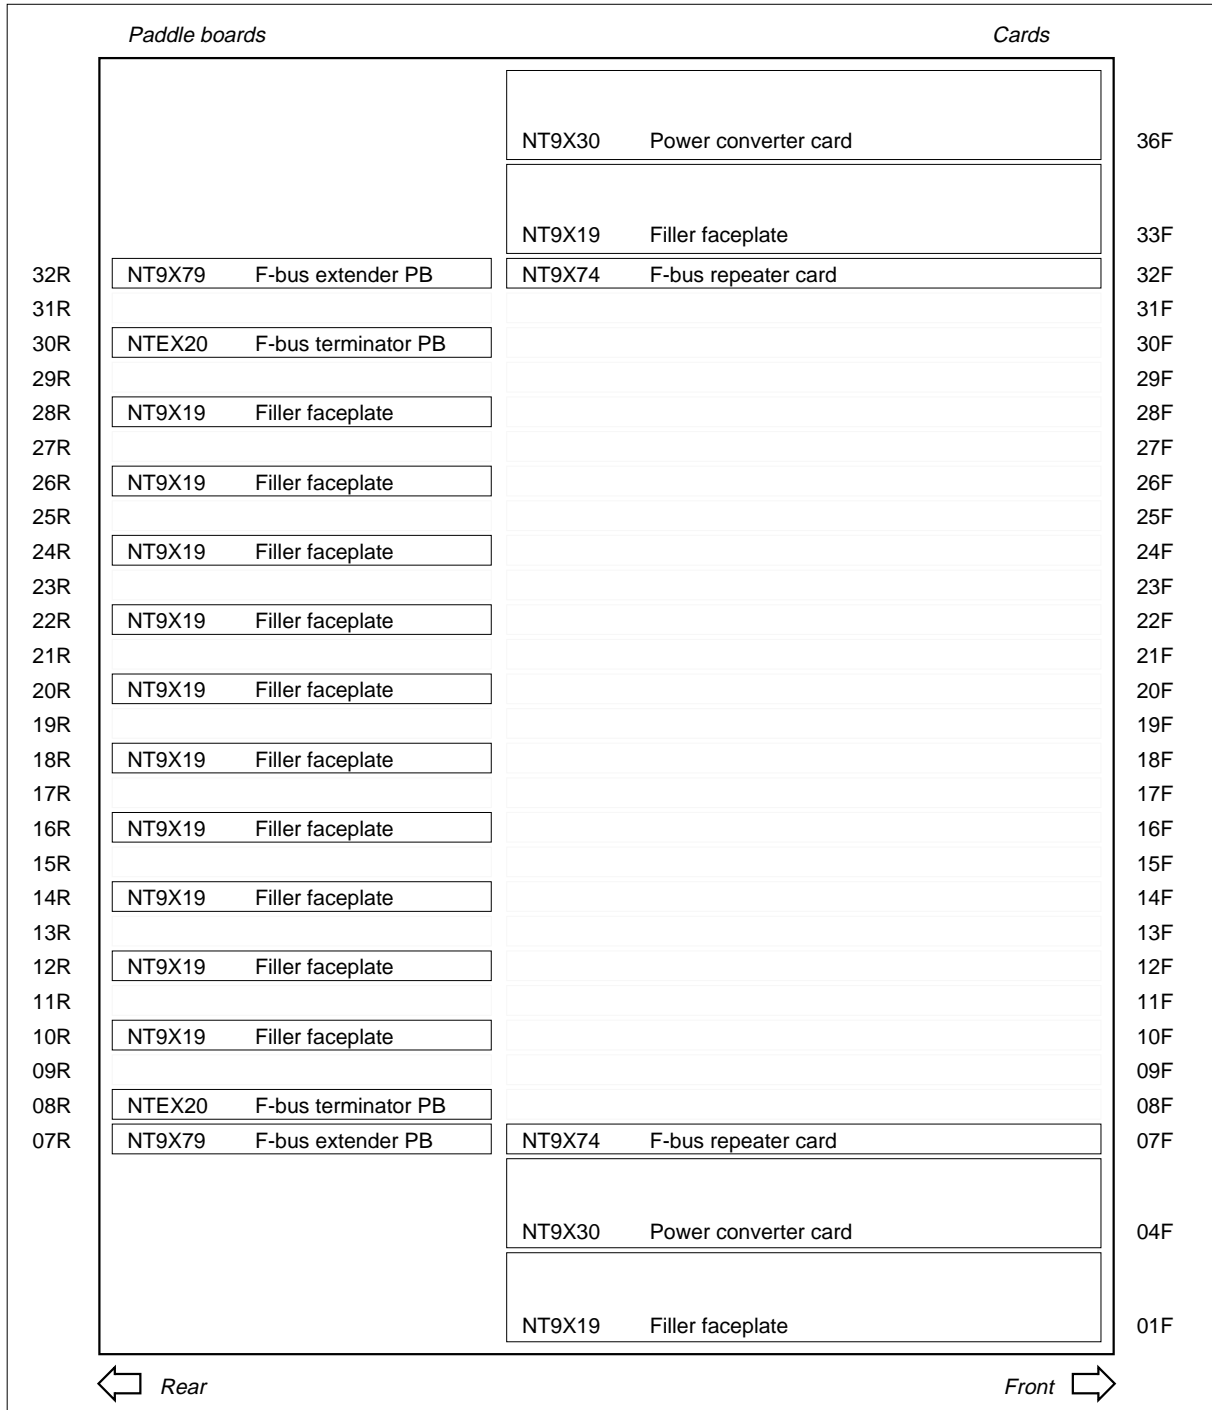 Paddle boards Cards
NT9X30 Power converter card 36F
NT9X19 Filler faceplate 33F
32R NT9X79 F-bus extender PB NT9X74 F-bus repeater card 32F
31R 31F
30R NTEX20 F-bus terminator PB 30F
29R 29F
28R NT9X19 Filler faceplate 28F
27R 27F
26R NT9X19 Filler faceplate 26F
25R 25F
24R NT9X19 Filler faceplate 24F
23R 23F
22R NT9X19 Filler faceplate 22F
21R 21F
20R NT9X19 Filler faceplate 20F
19R 19F
18R NT9X19 Filler faceplate 18F
17R 17F
16R NT9X19 Filler faceplate 16F
15R 15F
14R NT9X19 Filler faceplate 14F
13R 13F
12R NT9X19 Filler faceplate 12F
11R 11F
10R NT9X19 Filler faceplate 10F
09R 09F
08R NTEX20 F-bus terminator PB 08F
07R NT9X79 F-bus extender PB NT9X74 F-bus repeater card 07F
NT9X30 Power converter card 04F
NT9X19 Filler faceplate 01F
Rear Front